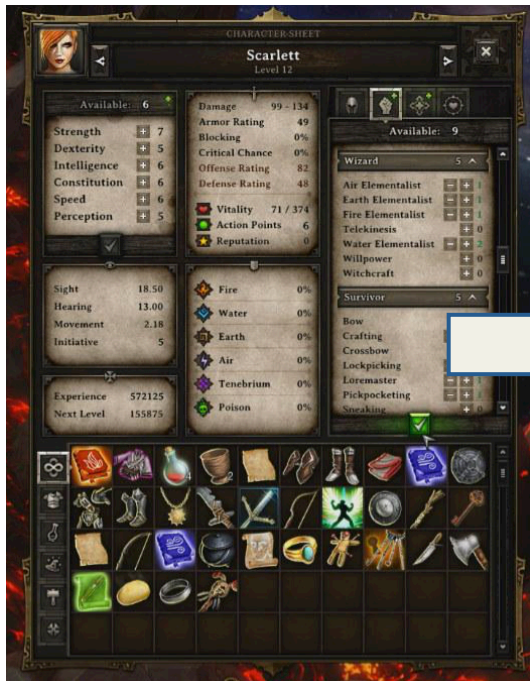 CHARACTER SHEET
Scarlett
Level 12
Available: 6
Strength 7
Dexterity 5
Intelligence 6
Constitution 6
Speed 6
Perception 5
Damage 99 - 134
Armor Rating 49
Blocking 0%
Critical Chance 0%
Offense Rating 82
Defense Rating 48
Vitality 71 / 374
Action Points 6
Reputation 0
Available: 9
Wizard 5
Air Elementalist 1
Earth Elementalist 1
Fire Elementalist 1
Telekinesis 0
Water Elementalist 2
Willpower 0
Witchcraft 0
Survivor 5
Bow
Crafting
Crossbow
Lockpicking
Loremaster 1
Pickpocketing 0
Sneaking 0
Sight 18.50
Hearing 13.00
Movement 2.18
Initiative 5
Experience 572125
Next Level 155875
Fire 0%
Water 0%
Earth 0%
Air 0%
Tenebrium 0%
Poison 0%
2